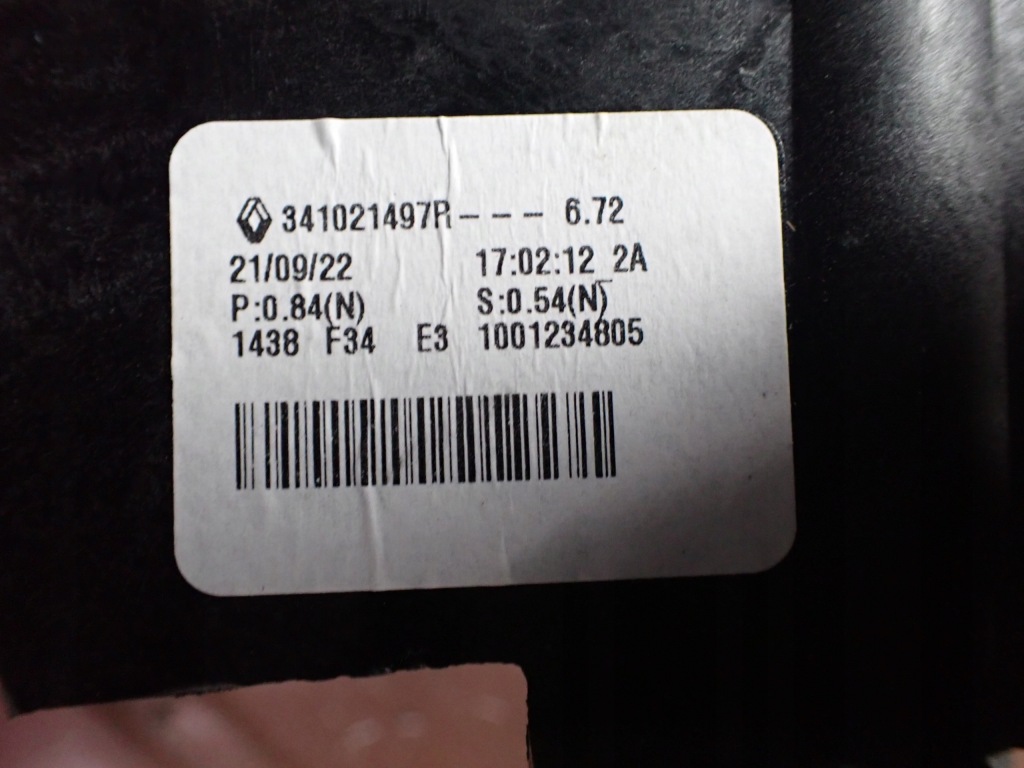 341021497R--- 6.72
21/09/22 17:02:12 2A
P:0.84(N) S:0.54(N)
1438 F34 E3 1001234805